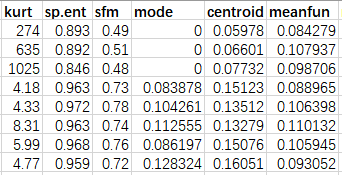 kurt sp.ent sfm mode centroid meanfun
274 0.893 0.49 0 0.05978 0.084279
635 0.892 0.51 0 0.06601 0.107937
1025 0.846 0.48 0 0.07732 0.098706
4.18 0.963 0.73 0.083878 0.15123 0.088965
4.33 0.972 0.78 0.104261 0.13512 0.106398
8.31 0.963 0.74 0.112555 0.13279 0.110132
5.99 0.968 0.76 0.086197 0.15076 0.105945
4.77 0.959 0.72 0.128324 0.16051 0.093052